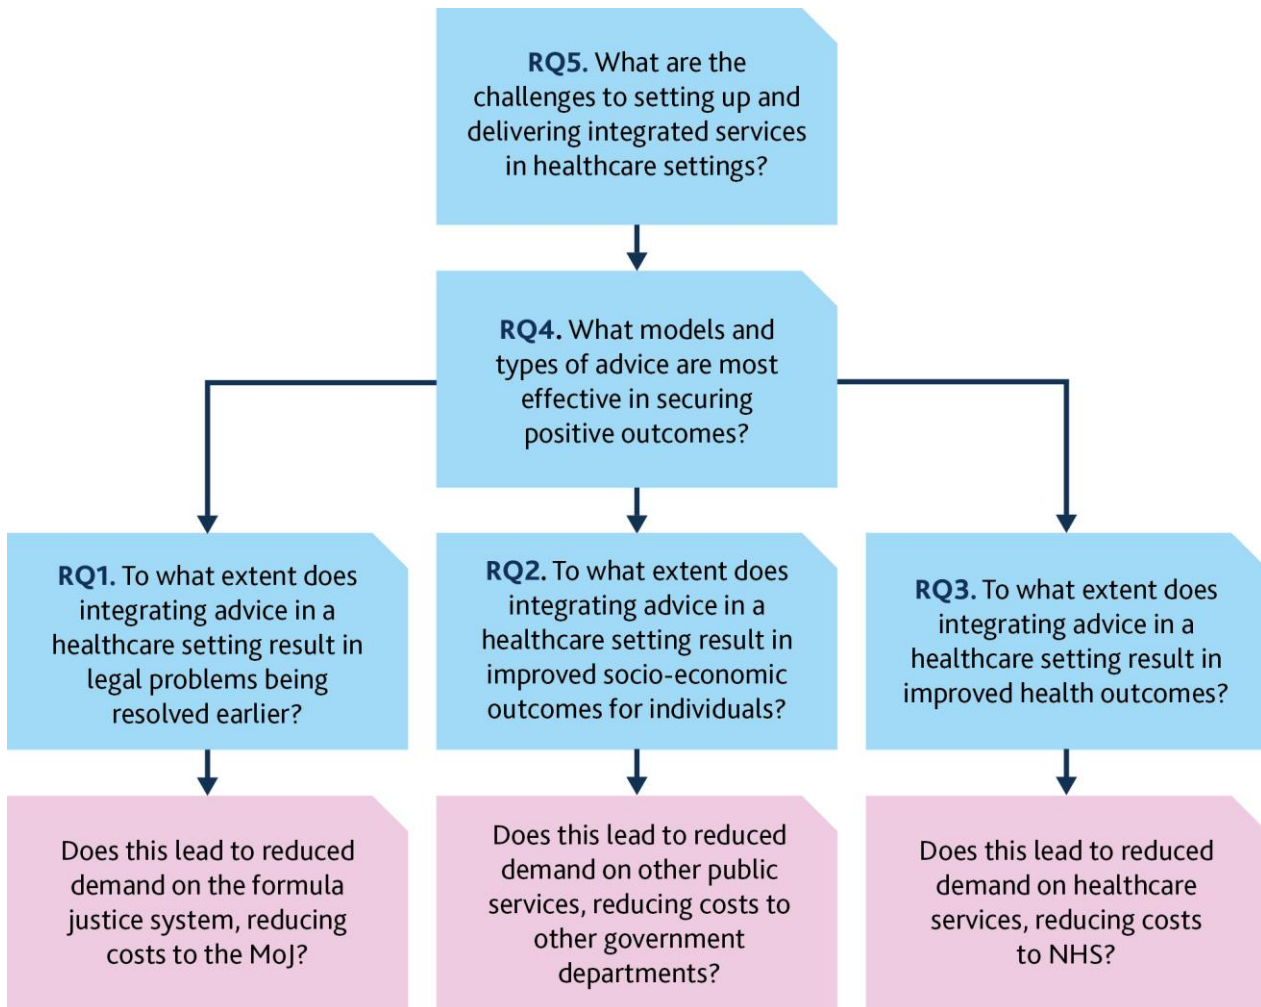 RQ5. What are the
challenges to setting up and
delivering integrated services
in healthcare settings?
RQ4. What models and
types of advice are most
effective in securing
positive outcomes?
RQ1. To what extent does
integrating advice in a
healthcare setting result in
legal problems being
resolved earlier?
RQ2. To what extent does
integrating advice in a
healthcare setting result in
improved socio-economic
outcomes for individuals?
RQ3. To what extent does
integrating advice in a
healthcare setting result in
improved health outcomes?
Does this lead to reduced
demand on the formula
justice system, reducing
costs to the MoJ?
Does this lead to reduced
demand on other public
services, reducing costs to
other government
departments?
Does this lead to reduced
demand on healthcare
services, reducing costs
to NHS?